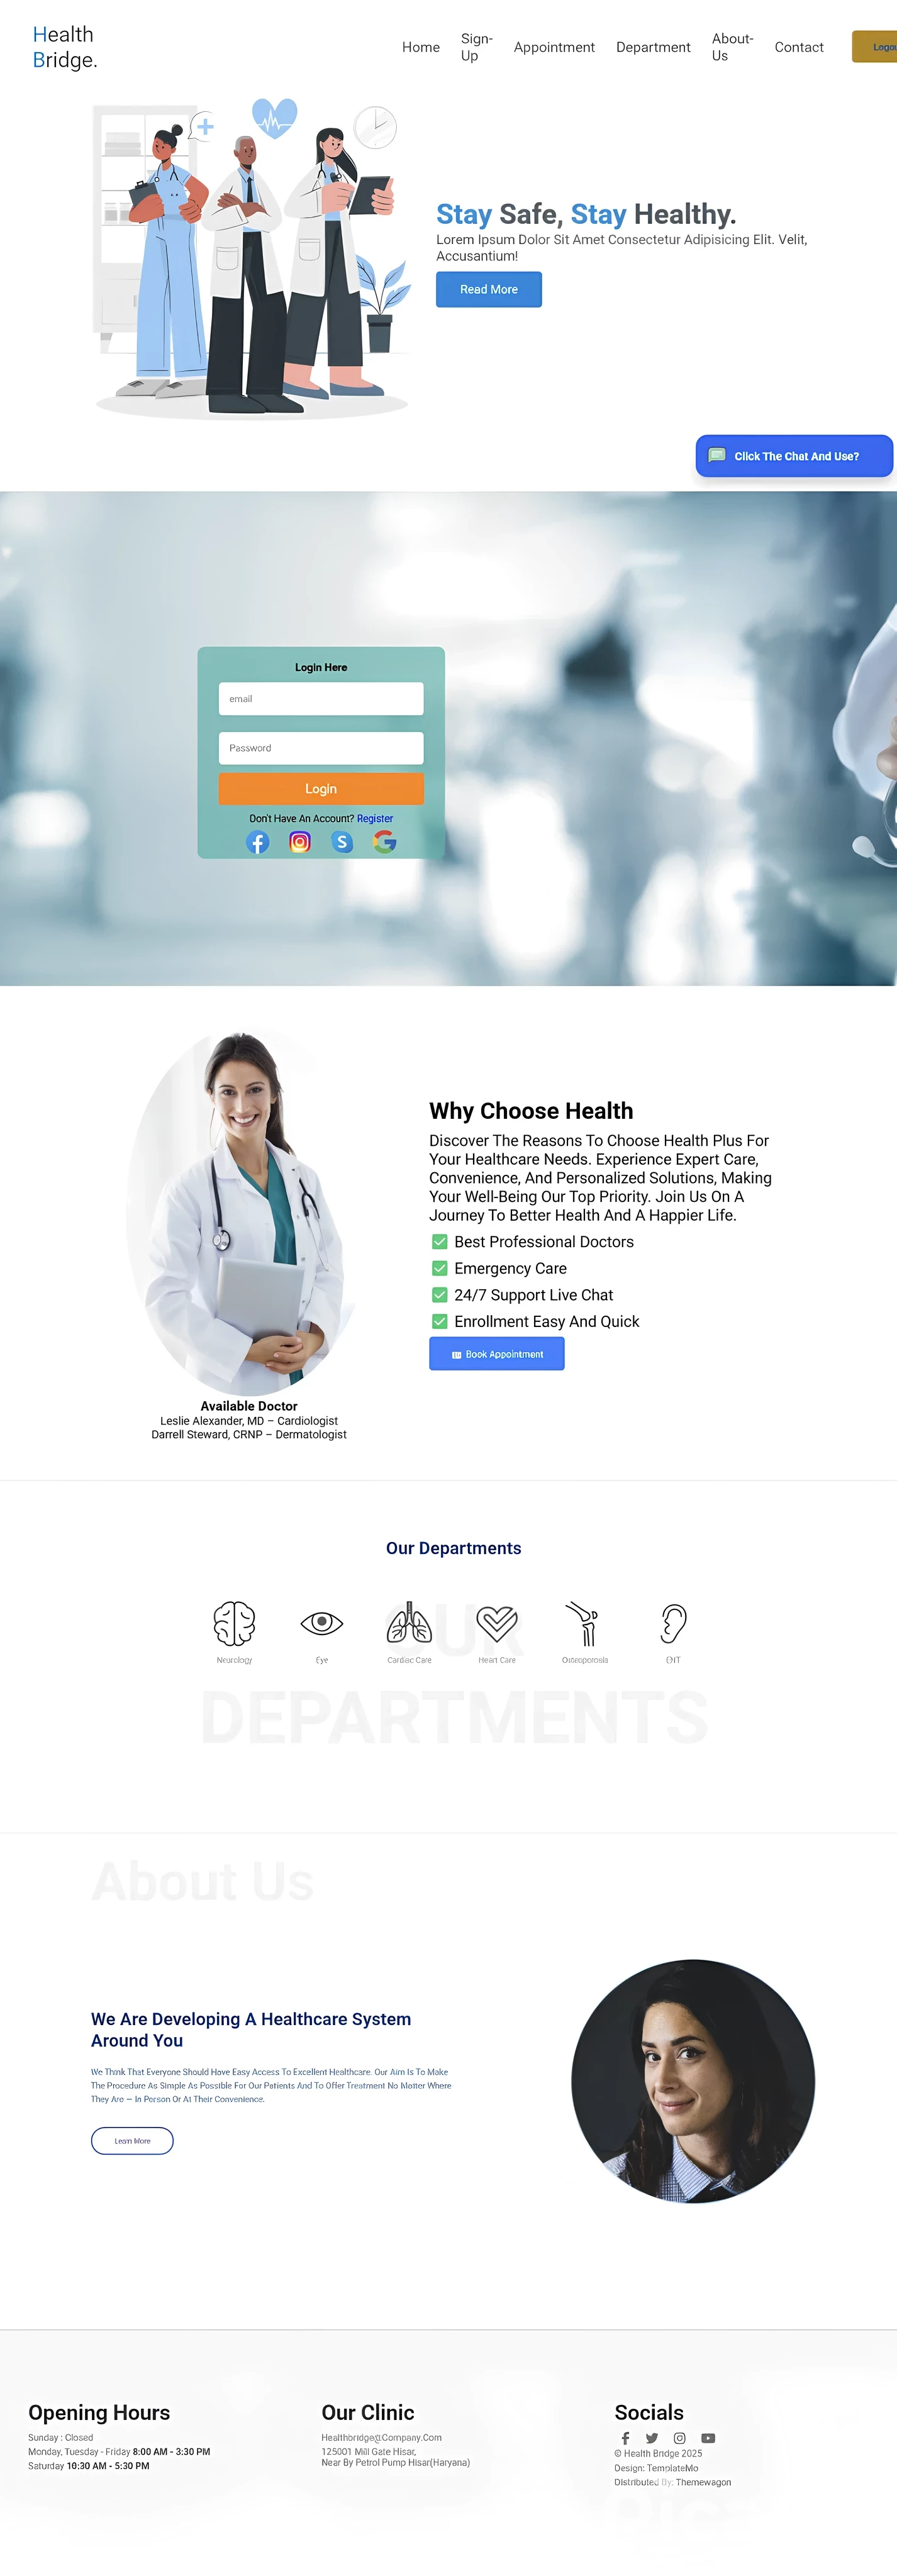 Health
Bridge.
Home
Sign-
Up
Appointment
Department
About-
Us
Contact
Logou
Stay Safe, Stay Healthy.
Lorem Ipsum Dolor Sit Amet Consectetur Adipisicing Elit. Velit,
Accusantium!
Read More
Click The Chat And Use?
Login Here
email
Password
Login
Don't Have An Account? Register
Why Choose Health
Discover The Reasons To Choose Health Plus For
Your Healthcare Needs. Experience Expert Care,
Convenience, And Personalized Solutions, Making
Your Well-Being Our Top Priority. Join Us On A
Journey To Better Health And A Happier Life.
Best Professional Doctors
Emergency Care
24/7 Support Live Chat
Enrollment Easy And Quick
Book Appointment
Available Doctor
Leslie Alexander, MD – Cardiologist
Darrell Steward, CRNP – Dermatologist
Our Departments
OUR
Neurology
Eye
Cardiac Care
Heart Care
Osteoporosis
DEPARTMENTS
About Us
We Are Developing A Healthcare System
Around You
We Think That Everyone Should Have Easy Access To Excellent Healthcare. Our Aim Is To Make
The Procedure As Simple As Possible For Our Patients And To Offer Treatment No Matter Where
They Are — In Person Or At Their Convenience.
Learn More
Opening Hours
Sunday : Closed
Monday, Tuesday - Friday 8:00 AM - 3:30 PM
Saturday 10:30 AM - 5:30 PM
Our Clinic
Healthbridge@Company.Com
125001 Mill Gate Hisar,
Near By Petrol Pump Hisar(Haryana)
Socials
© Health Bridge 2025
Design: TemplateMo
Distributed By: Themewagon